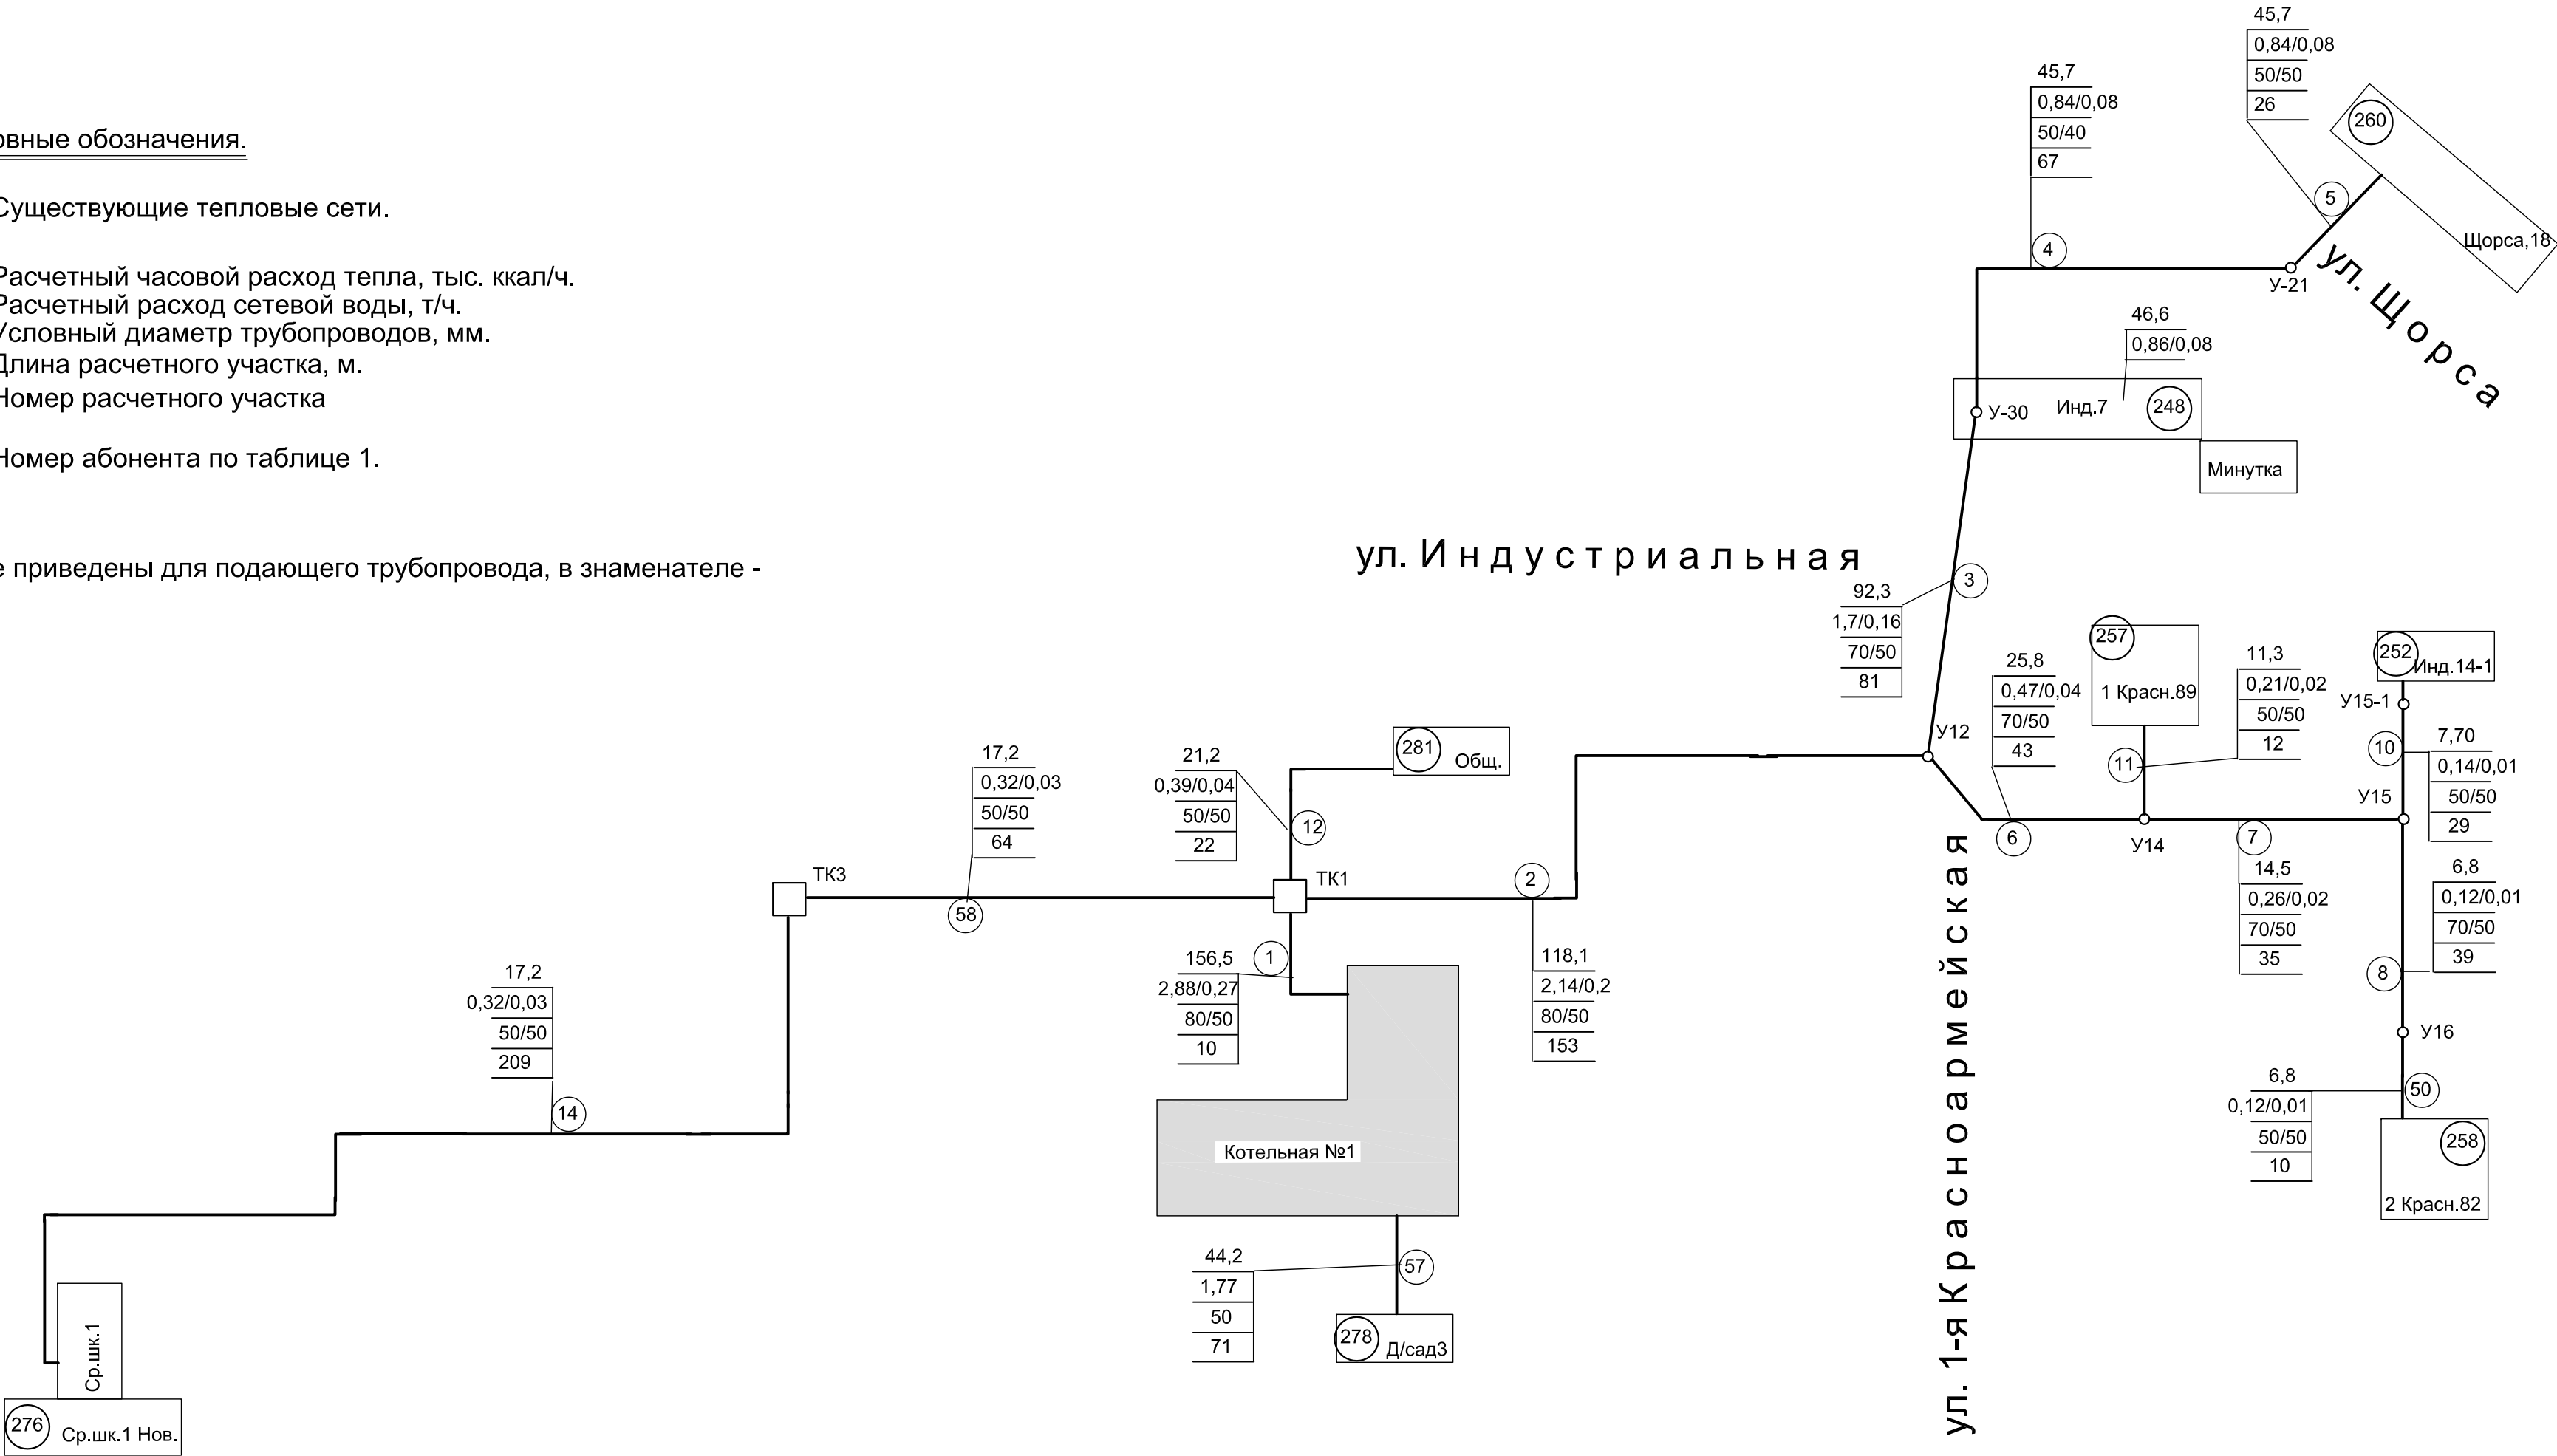 овные обозначения.
Существующие тепловые сети.
Расчетный часовой расход тепла, тыс. ккал/ч.
Расчетный расход сетевой воды, т/ч.
Условный диаметр трубопроводов, мм.
Длина расчетного участка, м.
Номер расчетного участка
Номер абонента по таблице 1.
е приведены для подающего трубопровода, в знаменателе -
45,7
0,84/0,08
50/50
26
260
5
Щорса,18
ул. Щорса
45,7
0,84/0,08
50/40
67
4
У-21
46,6
0,86/0,08
У-30
Инд.7
248
Минутка
ул. Индустриальная
92,3
1,7/0,16
70/50
81
3
У12
25,8
0,47/0,04
70/50
43
6
257
1 Красн.89
11
11,3
0,21/0,02
50/50
12
У14
252
Инд.14-1
У15-1
10
7,70
0,14/0,01
50/50
29
У15
7
14,5
0,26/0,02
70/50
35
6,8
0,12/0,01
70/50
39
8
У16
6,8
0,12/0,01
50/50
10
50
258
2 Красн.82
ул. 1-я Красноармейская
17,2
0,32/0,03
50/50
64
58
ТК3
21,2
0,39/0,04
50/50
22
12
281
Общ.
ТК1
2
118,1
2,14/0,2
80/50
153
1
156,5
2,88/0,27
80/50
10
Котельная №1
17,2
0,32/0,03
50/50
209
14
44,2
1,77
50
71
57
278
Д/сад3
Ср.шк.1
276
Ср.шк.1 Нов.